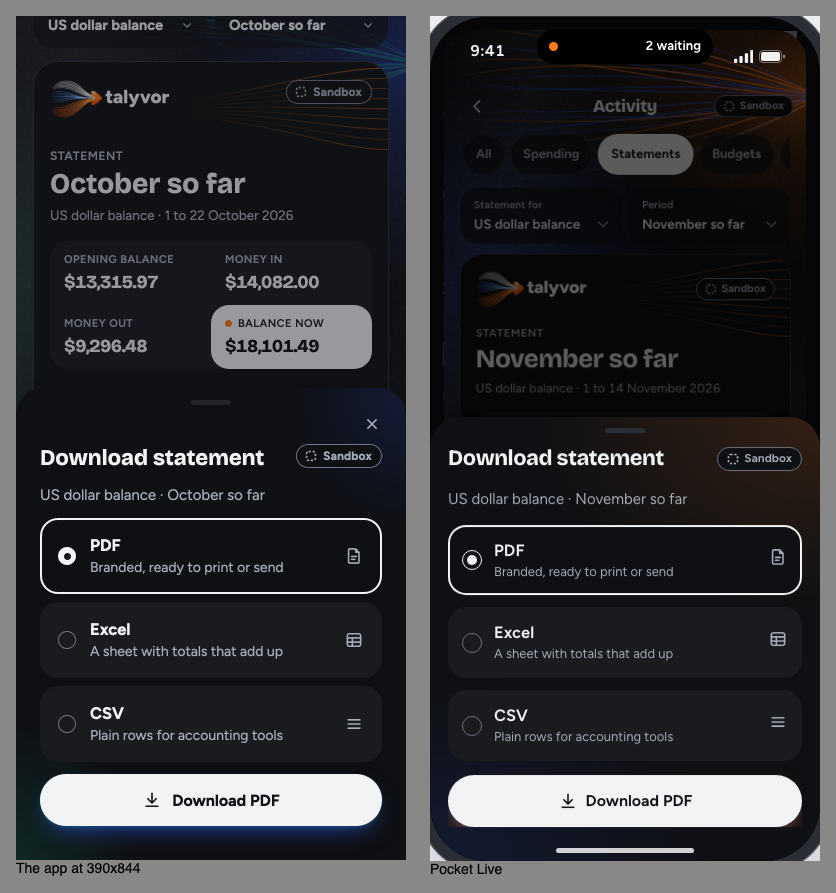 US dollar balance
October so far
talyvor
Sandbox
STATEMENT
October so far
US dollar balance · 1 to 22 October 2026
OPENING BALANCE
MONEY IN
$13,315.97
$14,082.00
MONEY OUT
BALANCE NOW
$9,296.48
$18,101.49
Download statement
Sandbox
US dollar balance · October so far
PDF
Branded, ready to print or send
Excel
A sheet with totals that add up
CSV
Plain rows for accounting tools
Download PDF
The app at 390x844
9:41
2 waiting
Activity
Sandbox
All
Spending
Statements
Budgets
Statement for
Period
US dollar balance
November so far
talyvor
Sandbox
STATEMENT
November so far
US dollar balance · 1 to 14 November 2026
Download statement
Sandbox
US dollar balance · November so far
PDF
Branded, ready to print or send
Excel
A sheet with totals that add up
CSV
Plain rows for accounting tools
Download PDF
Pocket Live